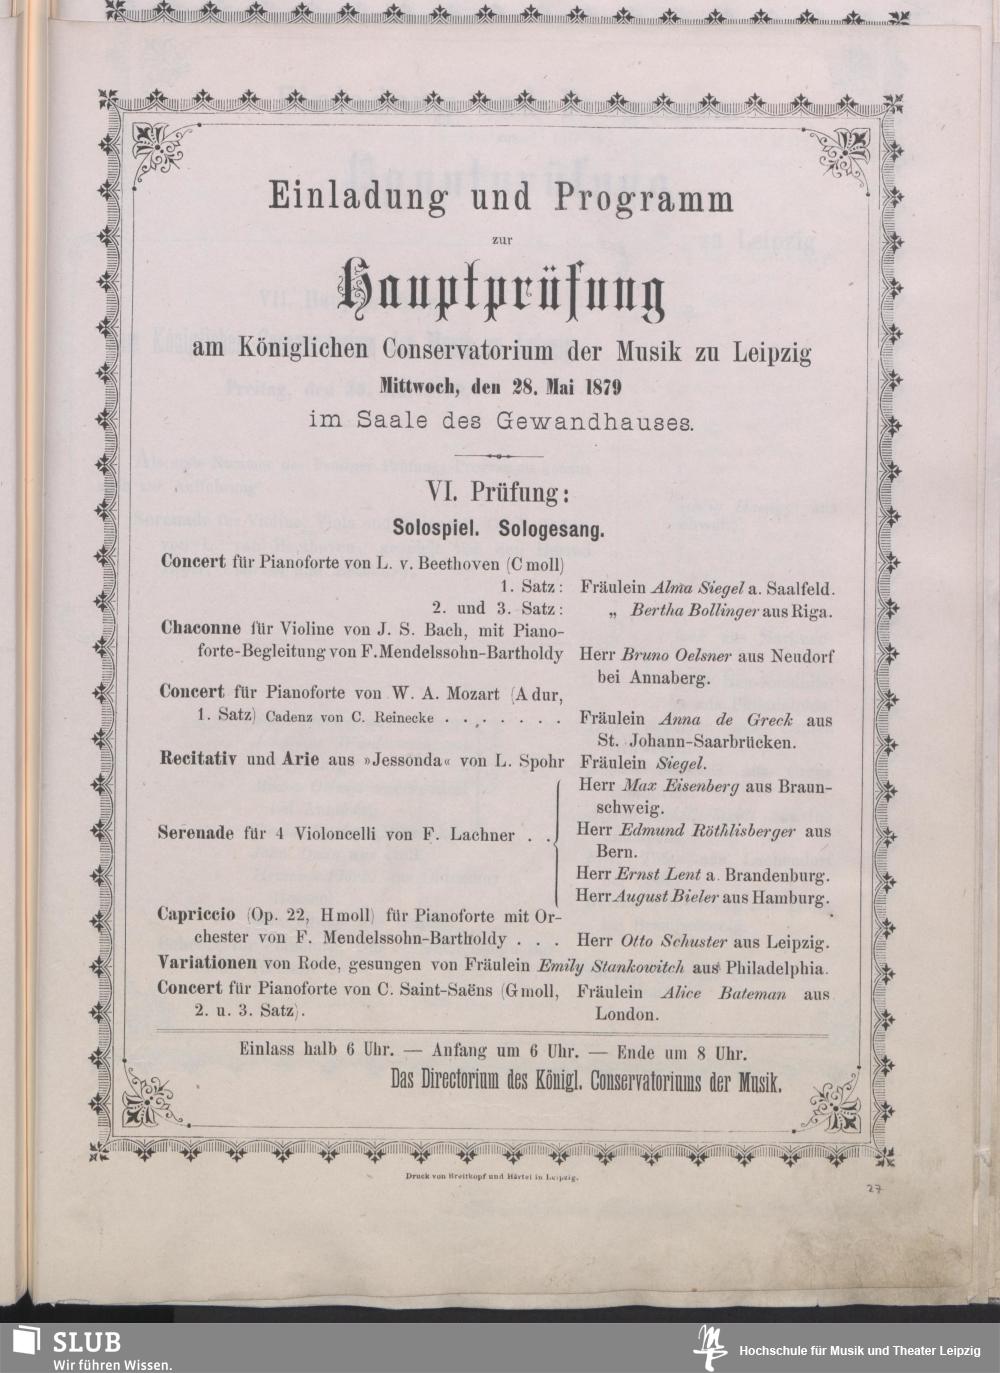 Einladung und Programm
zur
Hauptprüfung
am Königlichen Conservatorium der Musik zu Leipzig
Mittwoch, den 28. Mai 1879
im Saale des Gewandhauses.
VI. Prüfung:
Solospiel. Sologesang.
Concert für Pianoforte von L. v. Beethoven (C moll)
1. Satz: Fräulein Alma Siegel a. Saalfeld.
2. und 3. Satz: „ Bertha Bollinger aus Riga.
Chaconne für Violine von J. S. Bach, mit Piano-
forte-Begleitung von F. Mendelssohn-Bartholdy Herr Bruno Oelsner aus Neudorf
bei Annaberg.
Concert für Pianoforte von W. A. Mozart (A dur,
1. Satz) Cadenz von C. Reinecke . . . . . . . Fräulein Anna de Greck aus
St. Johann-Saarbrücken.
Recitativ und Arie aus »Jessonda« von L. Spohr Fräulein Siegel.
Herr Max Eisenberg aus Braun-
schweig.
Serenade für 4 Violoncelli von F. Lachner . . Herr Edmund Röthlisberger aus
Bern.
Herr Ernst Lent a. Brandenburg.
Herr August Bieler aus Hamburg.
Capriccio (Op. 22, H moll) für Pianoforte mit Or-
chester von F. Mendelssohn-Bartholdy . . . Herr Otto Schuster aus Leipzig.
Variationen von Rode, gesungen von Fräulein Emily Stankowitch aus Philadelphia.
Concert für Pianoforte von C. Saint-Saëns (G moll, Fräulein Alice Bateman aus
2. u. 3. Satz). London.
Einlass halb 6 Uhr. — Anfang um 6 Uhr. — Ende um 8 Uhr.
Das Directorium des Königl. Conservatoriums der Musik.
Druck von Breitkopf und Härtel in Leipzig.
27
SLUB
Wir führen Wissen.
Hochschule für Musik und Theater Leipzig